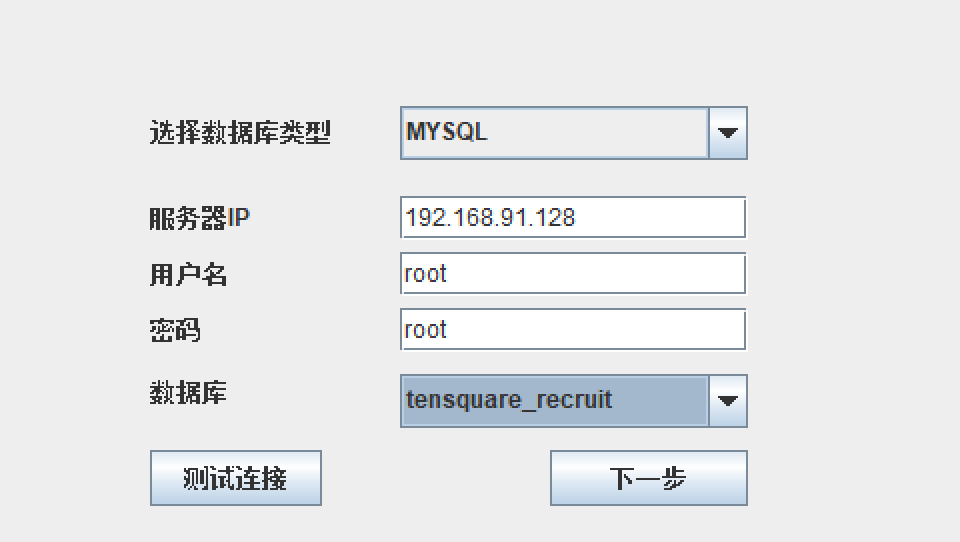 选择数据库类型 MYSQL
服务器IP 192.168.91.128
用户名 root
密码 root
数据库 tensquare_recruit
测试连接 下一步